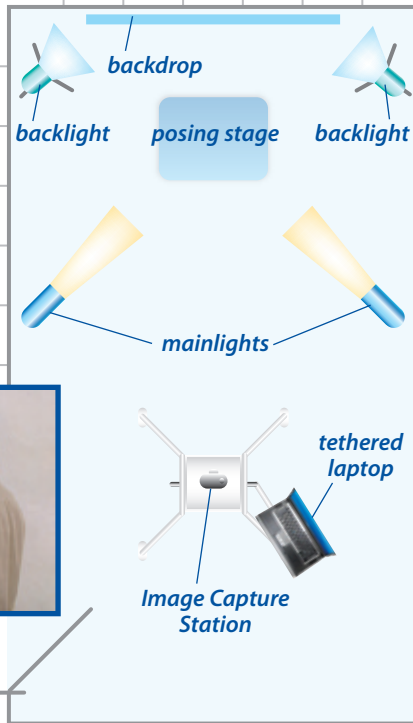 backdrop
backlight
posing stage
backlight
mainlights
tethered
laptop
Image Capture
Station